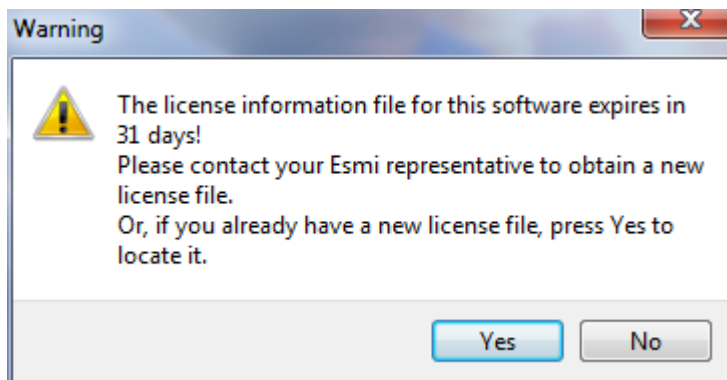 Warning
The license information file for this software expires in
31 days!
Please contact your Esmi representative to obtain a new
license file.
Or, if you already have a new license file, press Yes to
locate it.
Yes No